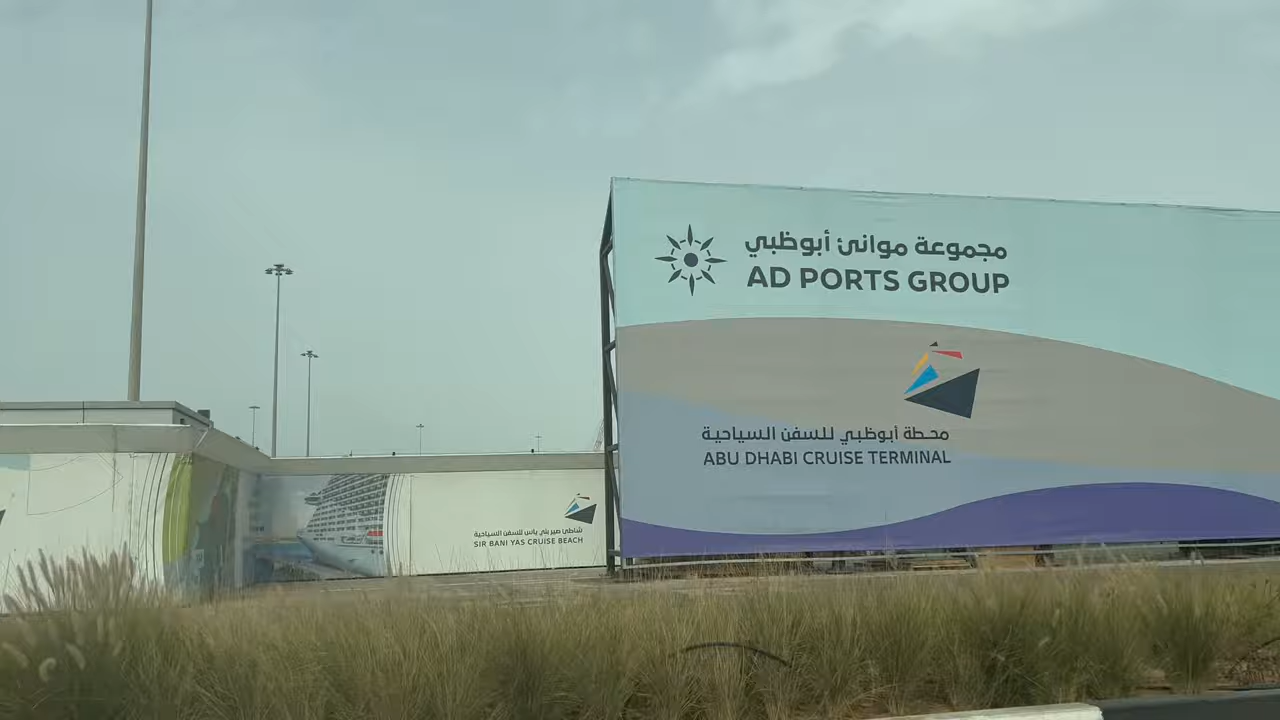 مجموعة موانئ أبوظبي
AD PORTS GROUP
محطة أبوظبي للسفن السياحية
ABU DHABI CRUISE TERMINAL
شاطئ صير بني ياس للسفن السياحية
SIR BANI YAS CRUISE BEACH